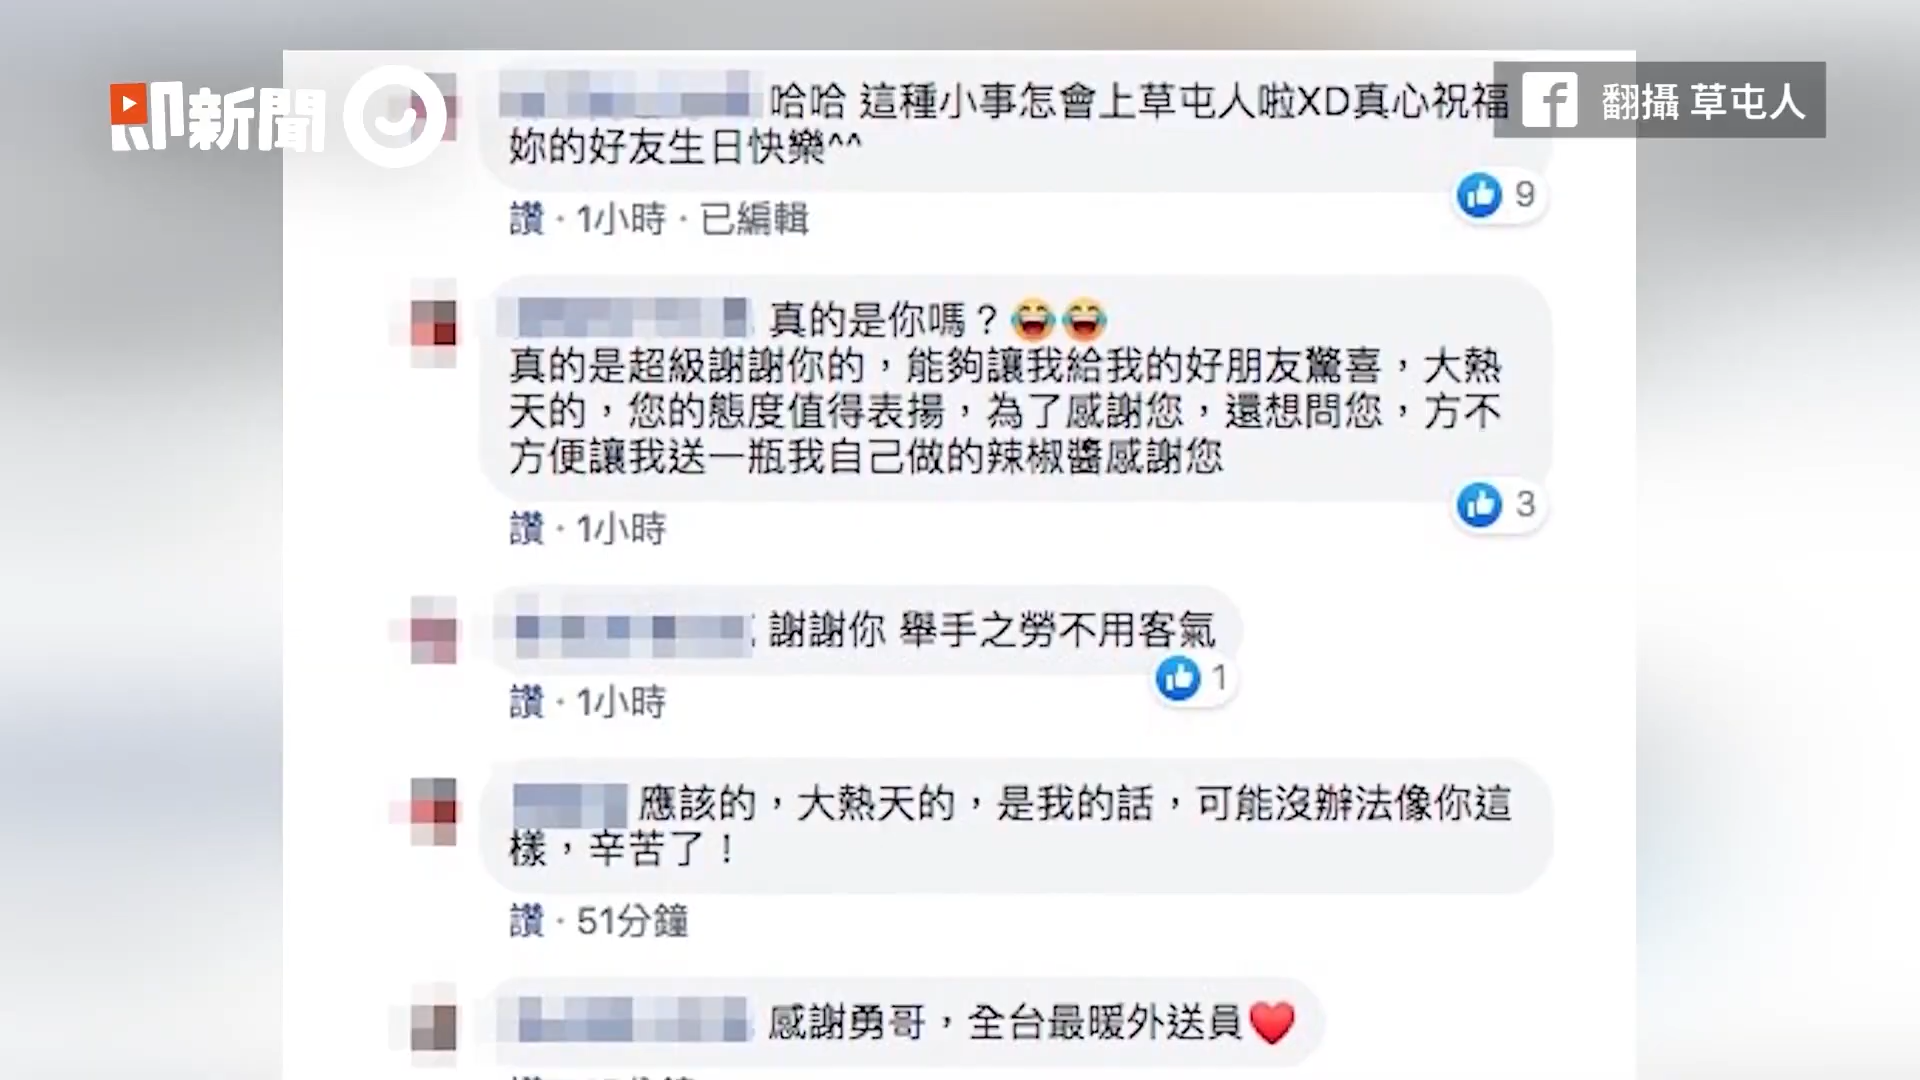 即新聞
翻攝 草屯人
哈哈 這種小事怎會上草屯人啦XD真心祝福
妳的好友生日快樂^^
9
讚 · 1小時 · 已編輯
真的是你嗎？😂😂
真的是超級謝謝你的，能夠讓我給我的好朋友驚喜，大熱
天的，您的態度值得表揚，為了感謝您，還想問您，方不
方便讓我送一瓶我自己做的辣椒醬感謝您
3
讚 · 1小時
謝謝你 舉手之勞不用客氣
1
讚 · 1小時
應該的，大熱天的，是我的話，可能沒辦法像你這
樣，辛苦了！
讚 · 51分鐘
感謝勇哥，全台最暖外送員❤️